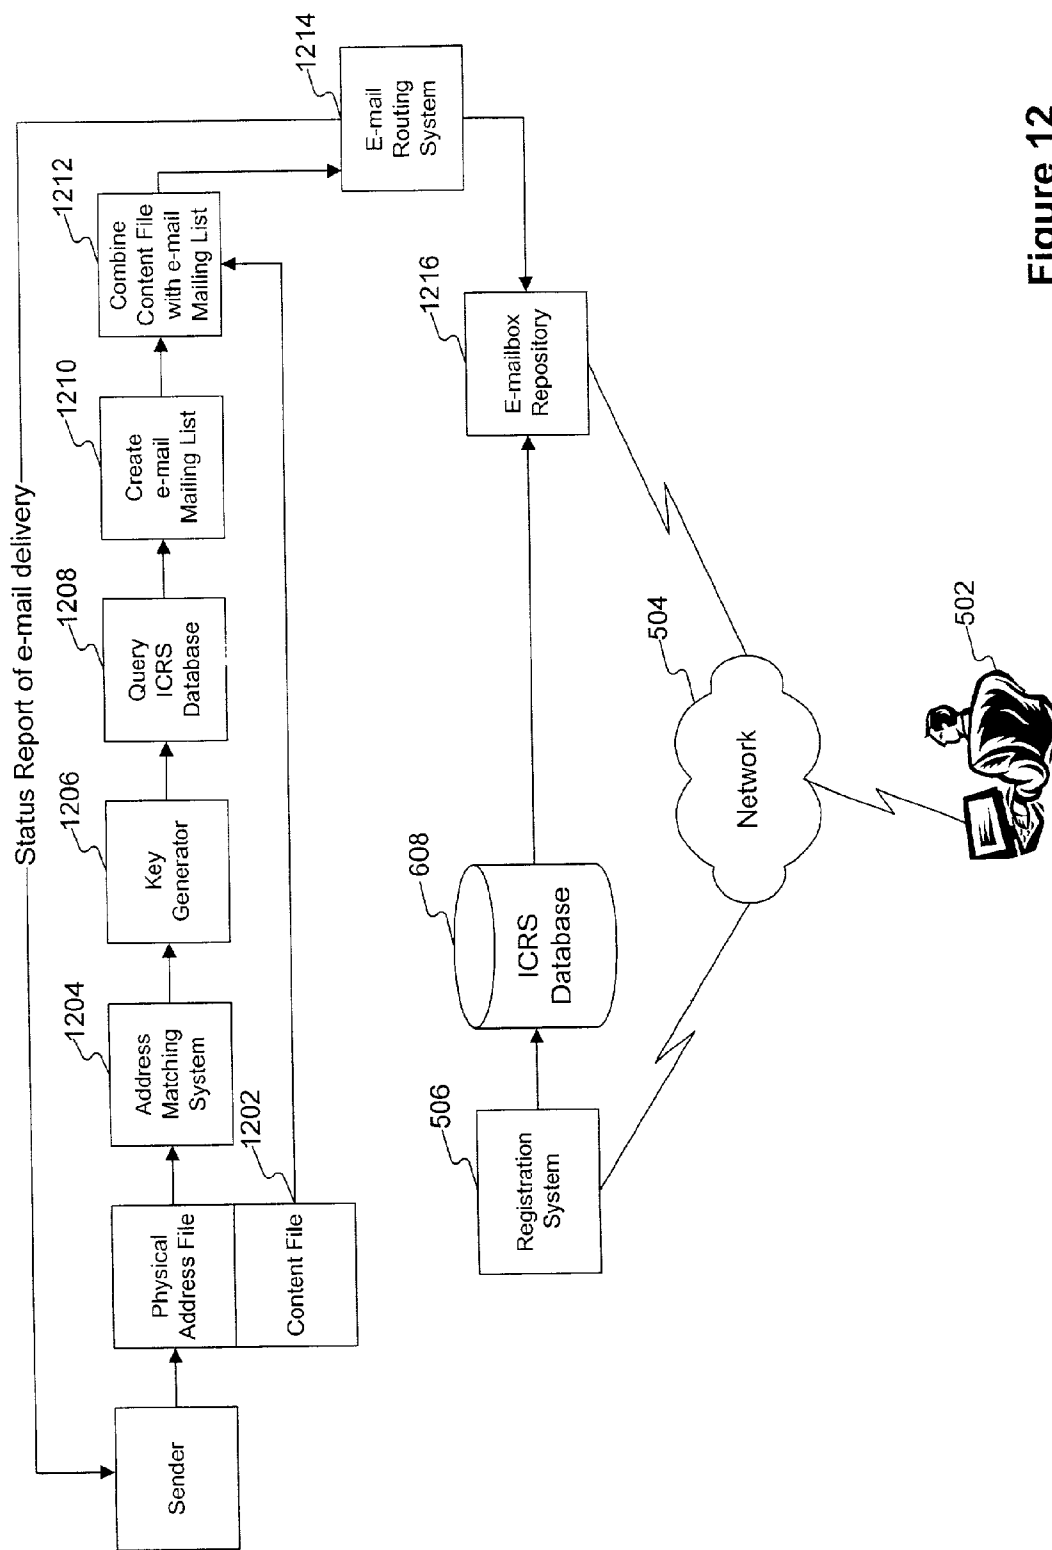 Status Report of e-mail delivery
Sender
Physical
Address File
Content File
1202
1204
Address
Matching
System
1206
Key
Generator
1208
Query
ICRS
Database
1210
Create
e-mail
Mailing List
1212
Combine
Content File
with e-mail
Mailing List
1214
E-mail
Routing
System
506
Registration
System
608
ICRS
Database
1216
E-mailbox
Repository
504
Network
502
Figure 12